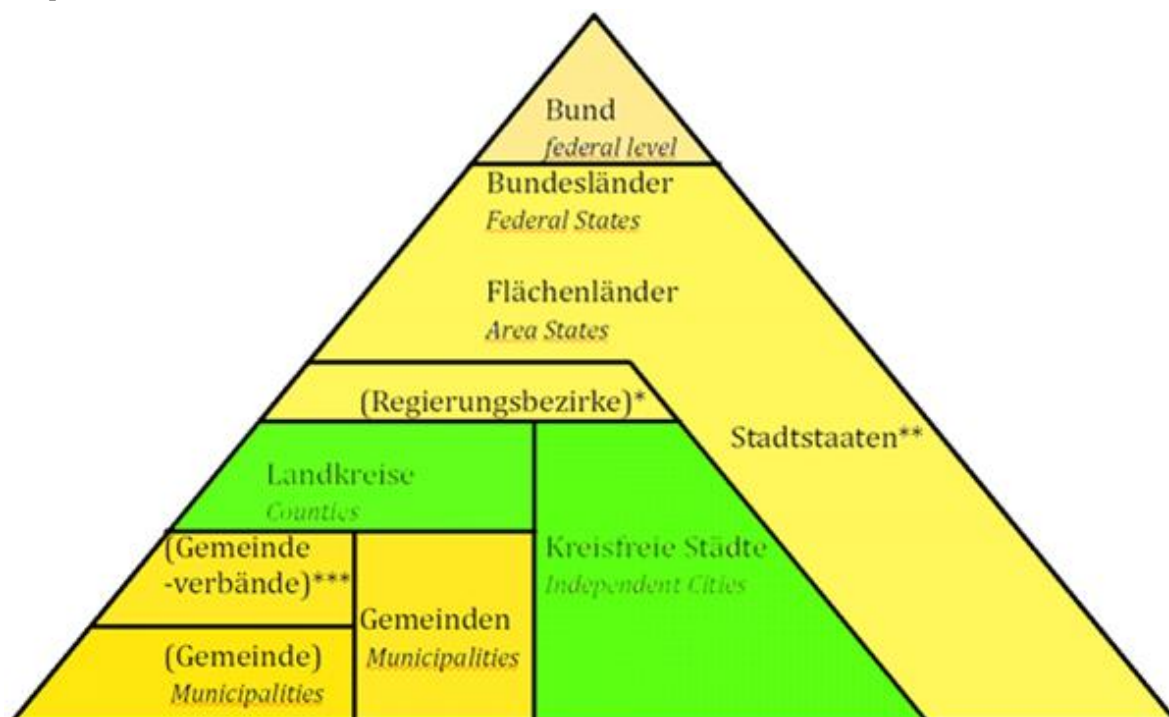 Bund
federal level
Bundesländer
Federal States
Flächenländer
Area States
(Regierungsbezirke)*
Stadtstaaten**
Landkreise
Counties
Kreisfreie Städte
Independent Cities
(Gemeinde
-verbände)***
Gemeinden
Municipalities
(Gemeinde)
Municipalities